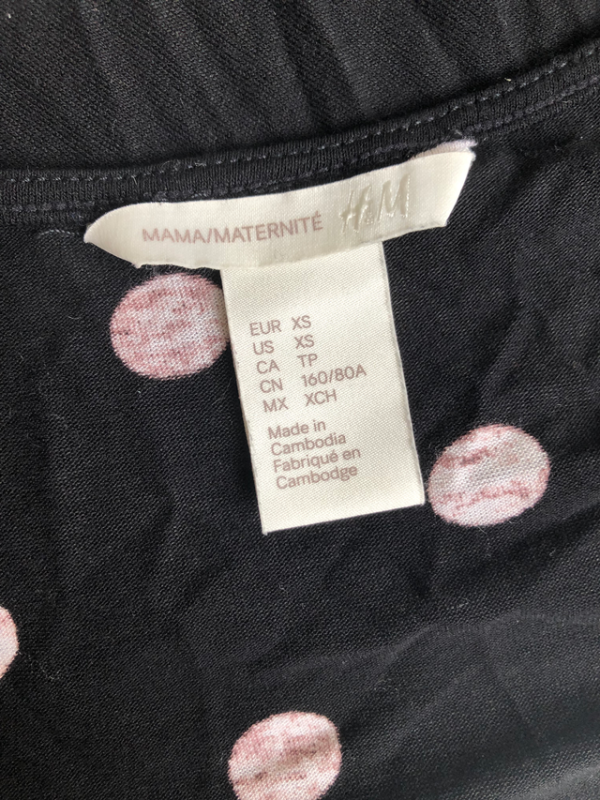 MAMA/MATERNITÉ H&M
EUR XS
US XS
CA TP
CN 160/80A
MX XCH
Made in
Cambodia
Fabriqué en
Cambodge